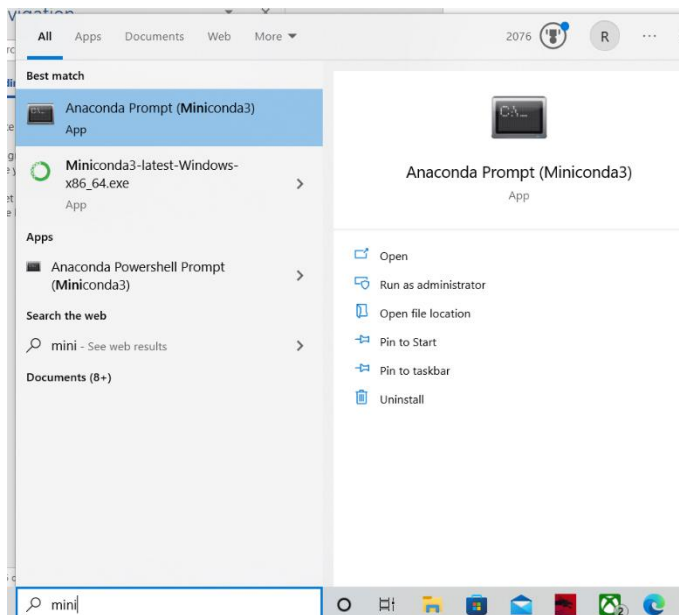 All Apps Documents Web More 2076 R ...
Best match
Anaconda Prompt (Miniconda3)
App
Miniconda3-latest-Windows-
x86_64.exe
App
Apps
Anaconda Powershell Prompt
(Miniconda3)
Search the web
mini - See web results
Documents (8+)
Anaconda Prompt (Miniconda3)
App
Open
Run as administrator
Open file location
Pin to Start
Pin to taskbar
Uninstall
mini
2